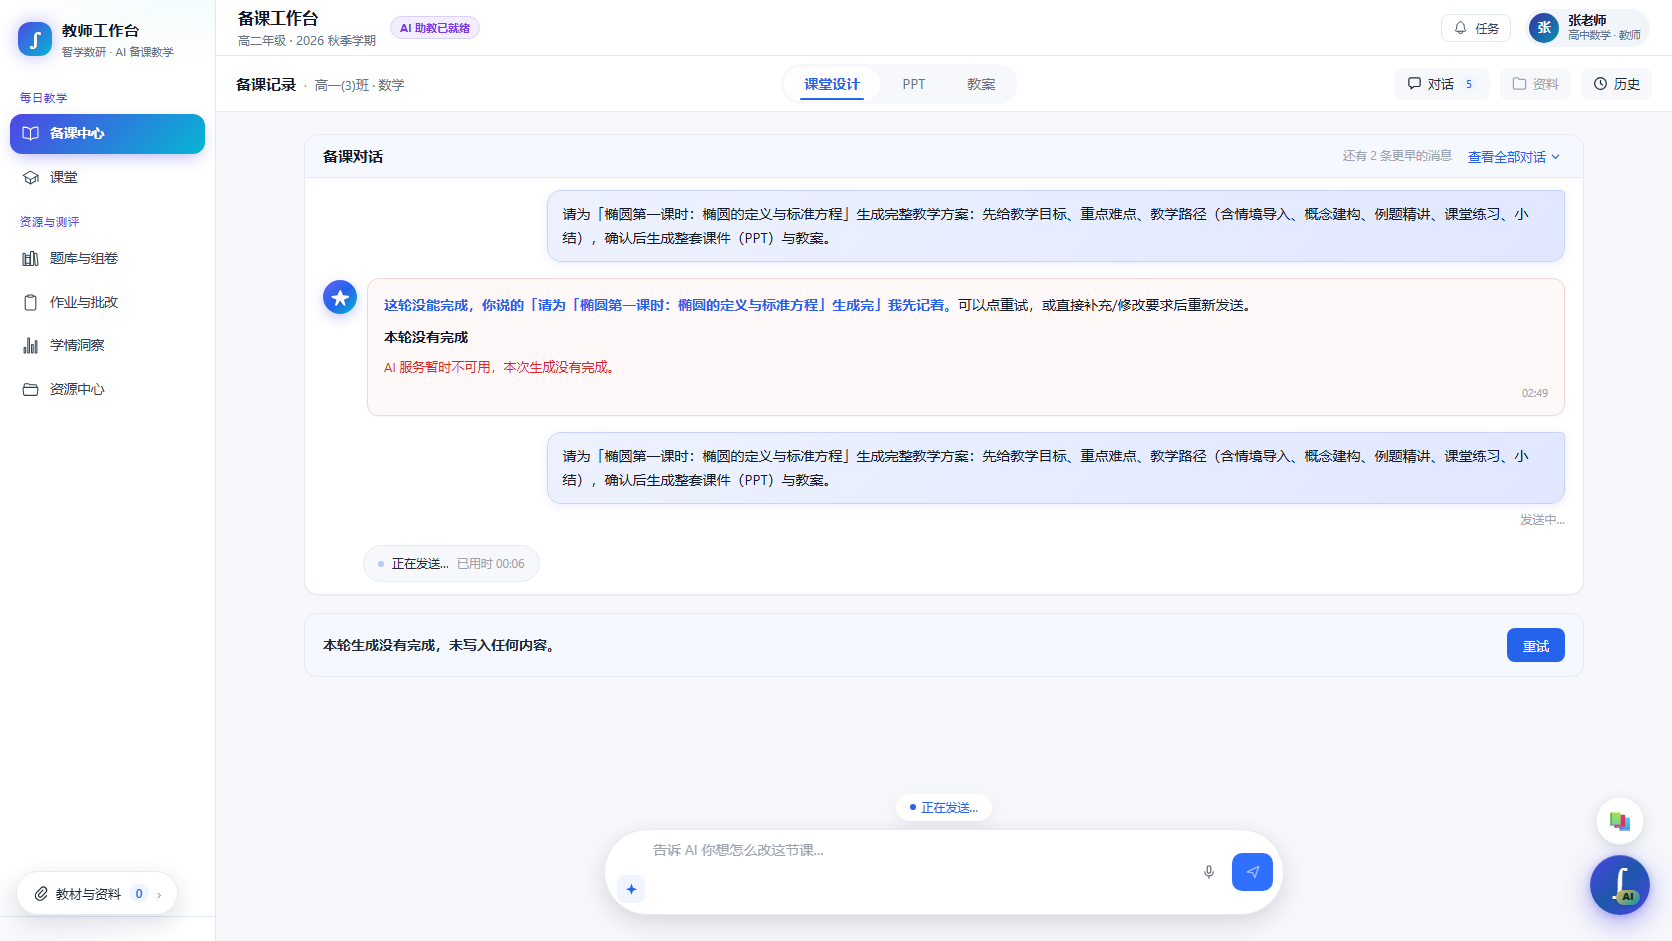 教师工作台
智学数研 · AI 备课教学
每日教学
备课中心
课堂
资源与测评
题库与组卷
作业与批改
学情洞察
资源中心
教材与资料 0 ›
备课工作台
高二年级 · 2026 秋季学期
AI 助教已就绪
任务
张
张老师
高中数学 · 教师
备课记录 · 高一(3)班 · 数学
课堂设计
PPT
教案
对话 5
资料
历史
备课对话
还有 2 条更早的消息
查看全部对话
请为「椭圆第一课时：椭圆的定义与标准方程」生成完整教学方案：先给教学目标、重点难点、教学路径（含情境导入、概念建构、例题精讲、课堂练习、小
结），确认后生成整套课件（PPT）与教案。
这轮没能完成，你说的「请为「椭圆第一课时：椭圆的定义与标准方程」生成完」我先记着。可以点重试，或直接补充/修改要求后重新发送。
本轮没有完成
AI 服务暂时不可用，本次生成没有完成。
02:49
请为「椭圆第一课时：椭圆的定义与标准方程」生成完整教学方案：先给教学目标、重点难点、教学路径（含情境导入、概念建构、例题精讲、课堂练习、小
结），确认后生成整套课件（PPT）与教案。
发送中...
正在发送... 已用时 00:06
本轮生成没有完成，未写入任何内容。
重试
正在发送...
告诉 AI 你想怎么改这节课...
∫
AI